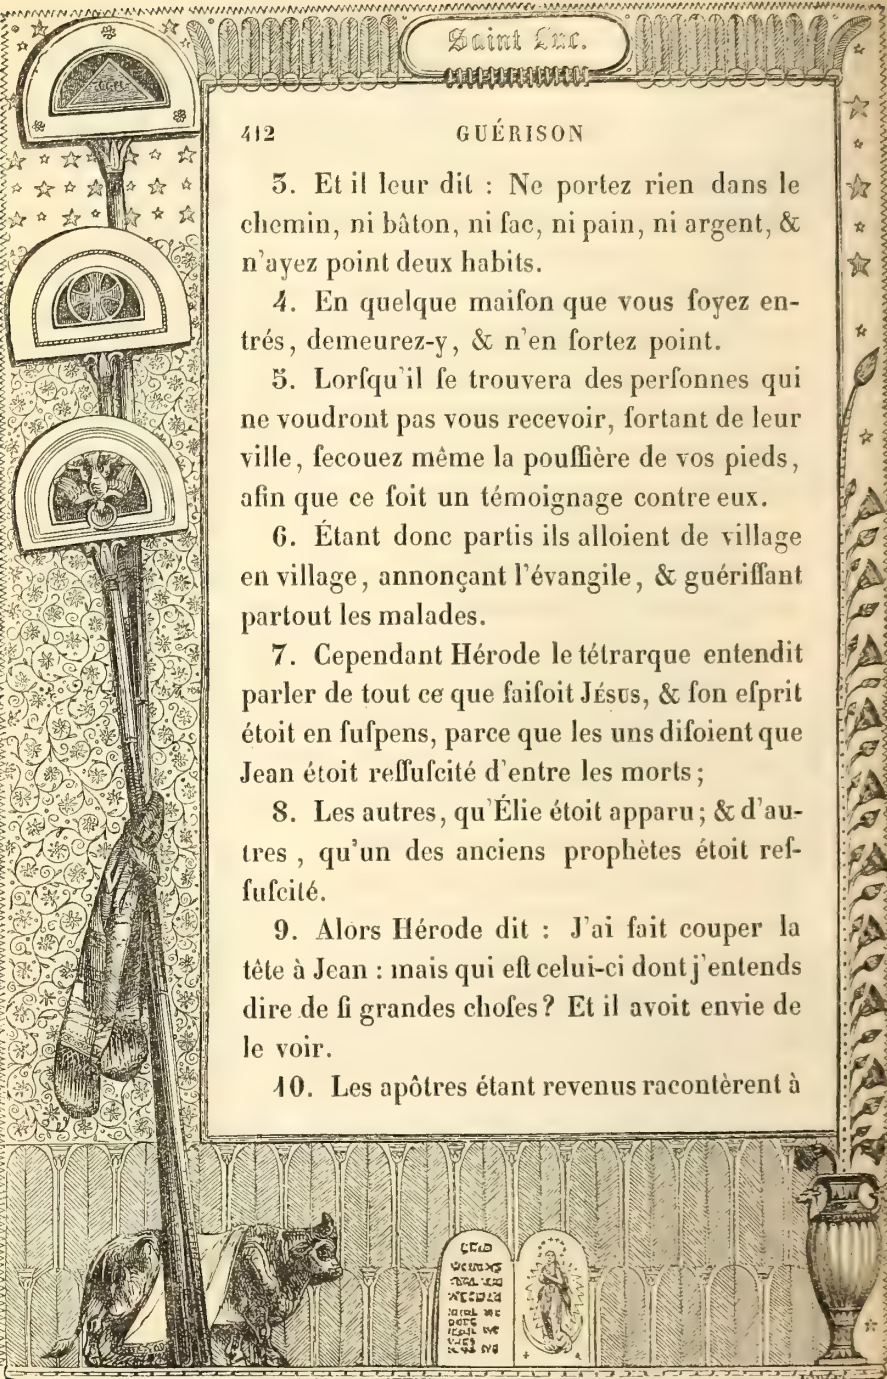 Saint Luc.
412 GUÉRISON
3. Et il leur dit : Ne portez rien dans le
chemin, ni bâton, ni ſac, ni pain, ni argent, &
n'ayez point deux habits.
4. En quelque maiſon que vous ſoyez en-
trés, demeurez-y, & n'en ſortez point.
5. Lorſqu'il ſe trouvera des perſonnes qui
ne voudront pas vous recevoir, ſortant de leur
ville, ſecouez même la pouſſière de vos pieds,
afin que ce ſoit un témoignage contre eux.
6. Étant donc partis ils alloient de village
en village, annonçant l'évangile, & guériſſant
partout les malades.
7. Cependant Hérode le tétrarque entendit
parler de tout ce que faiſoit JÉSUS, & ſon eſprit
étoit en ſuſpens, parce que les uns diſoient que
Jean étoit reſſuſcité d'entre les morts ;
8. Les autres, qu'Élie étoit apparu ; & d'au-
tres , qu'un des anciens prophètes étoit reſ-
ſuſcité.
9. Alors Hérode dit : J'ai fait couper la
tête à Jean : mais qui eſt celui-ci dont j'entends
dire de ſi grandes choſes ? Et il avoit envie de
le voir.
10. Les apôtres étant revenus racontèrent à